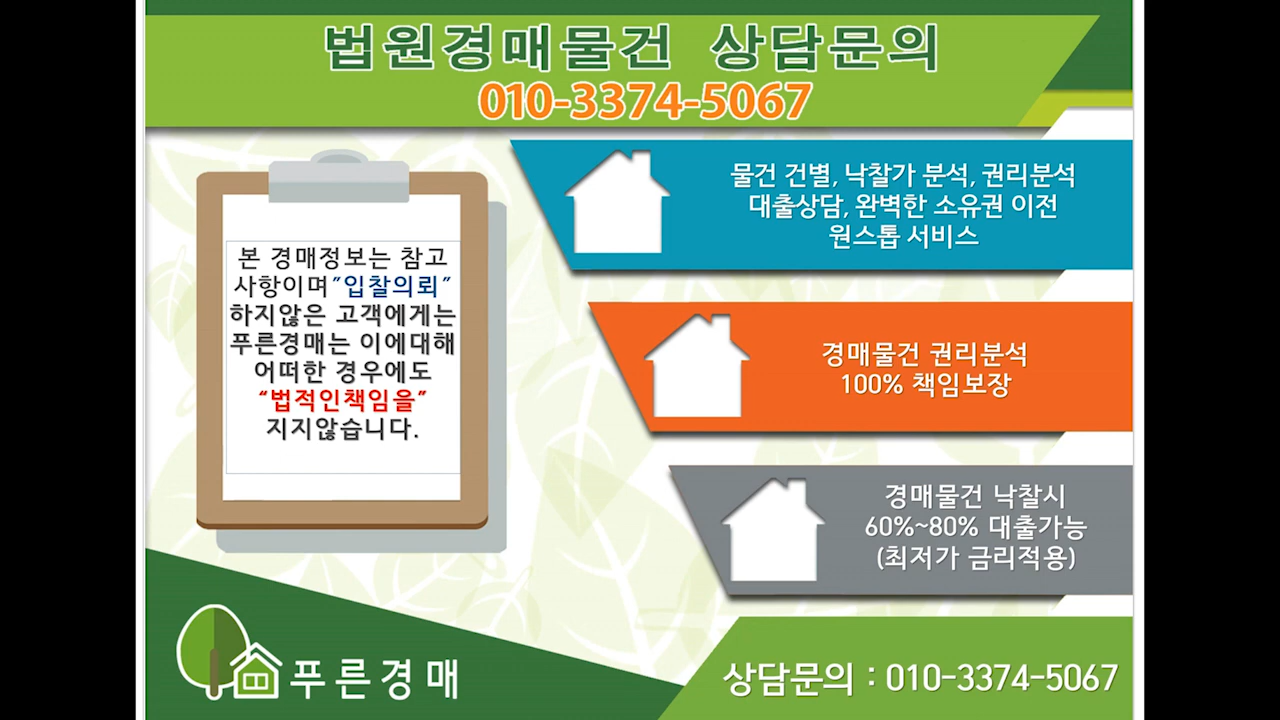 법원경매물건 상담문의
010-3374-5067
본 경매정보는 참고
사항이며 "입찰의뢰"
하지않은 고객에게는
푸른경매는 이에대해
어떠한 경우에도
“법적인책임을”
지지않습니다.
물건 건별, 낙찰가 분석, 권리분석
대출상담, 완벽한 소유권 이전
원스톱 서비스
경매물건 권리분석
100% 책임보장
경매물건 낙찰시
60%~80% 대출가능
(최저가 금리적용)
푸른경매
상담문의 : 010-3374-5067